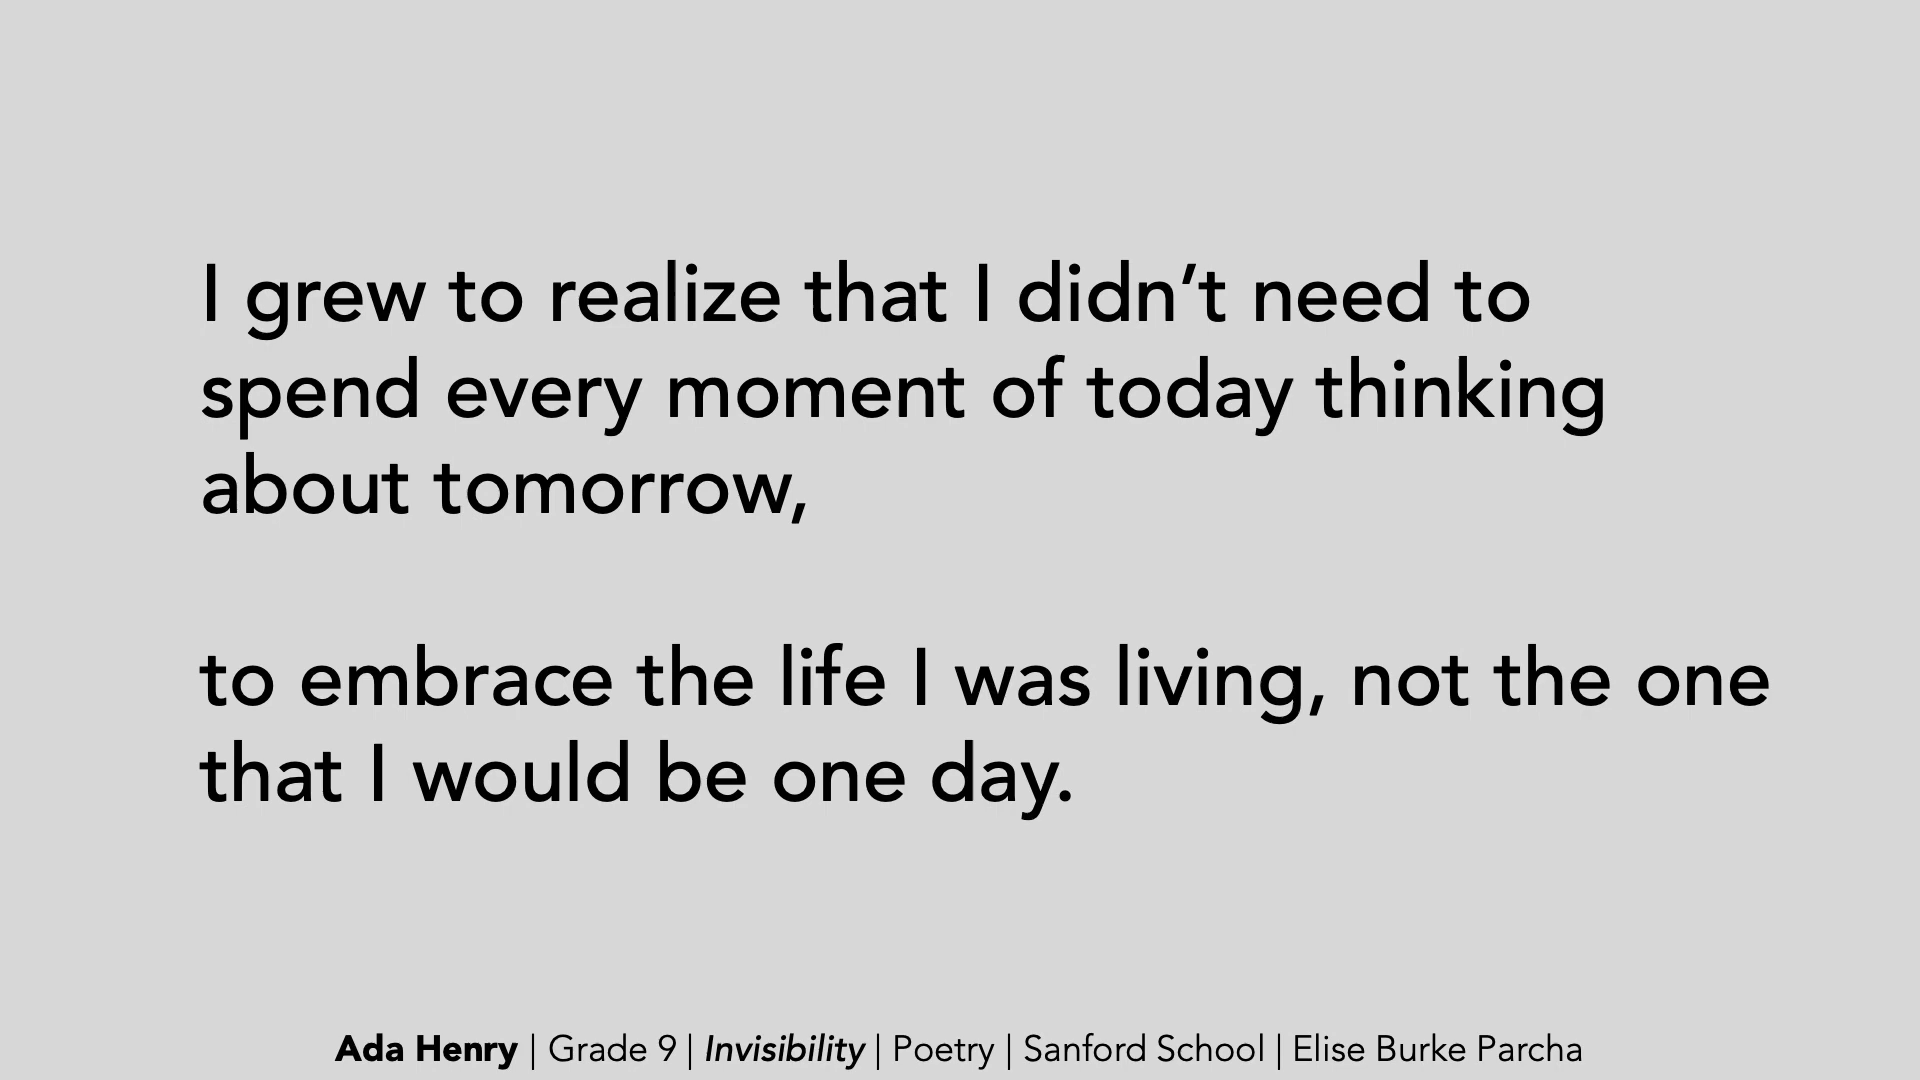 I grew to realize that I didn’t need to
spend every moment of today thinking
about tomorrow,
to embrace the life I was living, not the one
that I would be one day.
Ada Henry | Grade 9 | Invisibility | Poetry | Sanford School | Elise Burke Parcha